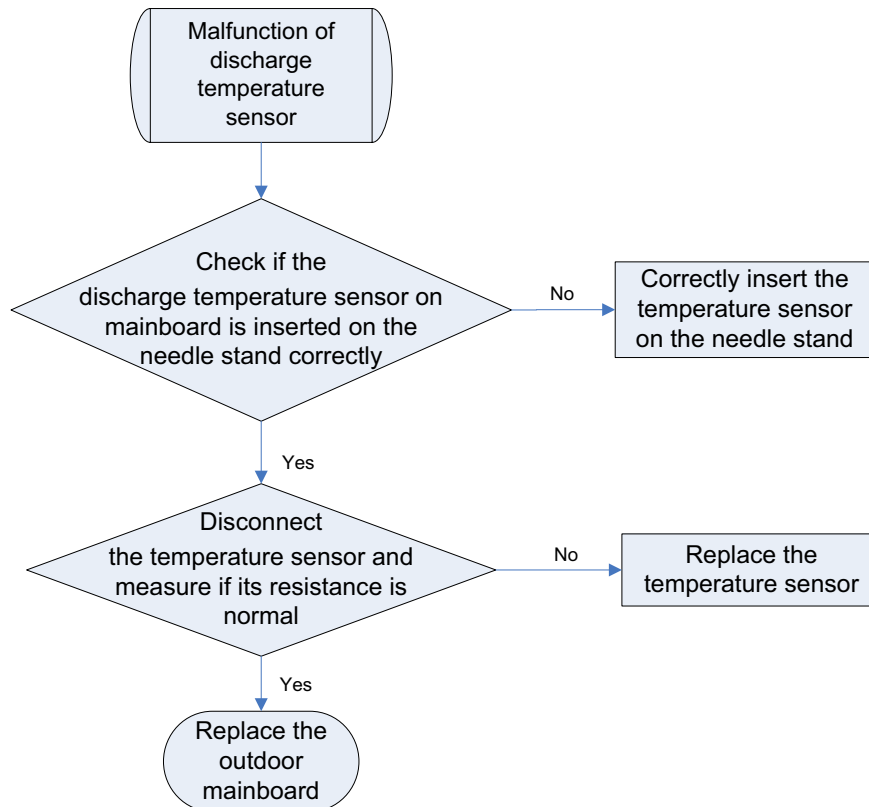 Malfunction of
discharge
temperature
sensor
Check if the
discharge temperature sensor on
mainboard is inserted on the
needle stand correctly
No
Correctly insert the
temperature sensor
on the needle stand
Yes
Disconnect
the temperature sensor and
measure if its resistance is
normal
No
Replace the
temperature sensor
Yes
Replace the
outdoor
mainboard